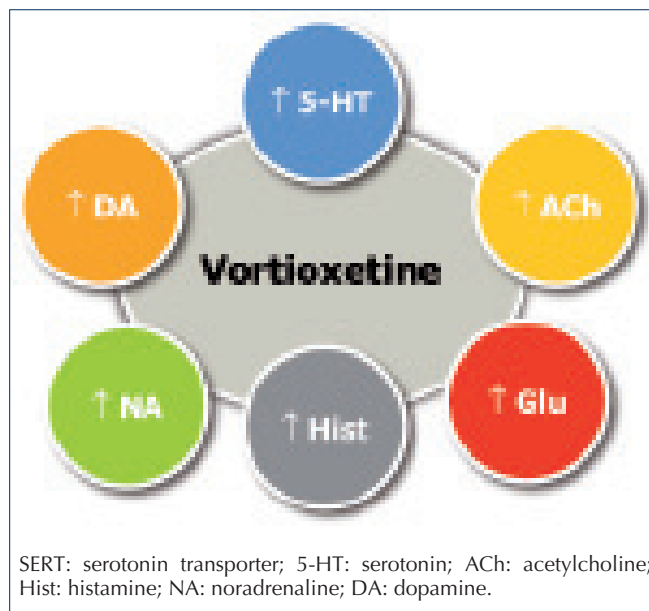 ↑ 5-HT
↑ DA
↑ ACh
Vortioxetine
↑ NA
↑ Hist
↑ Glu
SERT: serotonin transporter; 5-HT: serotonin; ACh: acetylcholine;
Hist: histamine; NA: noradrenaline; DA: dopamine.